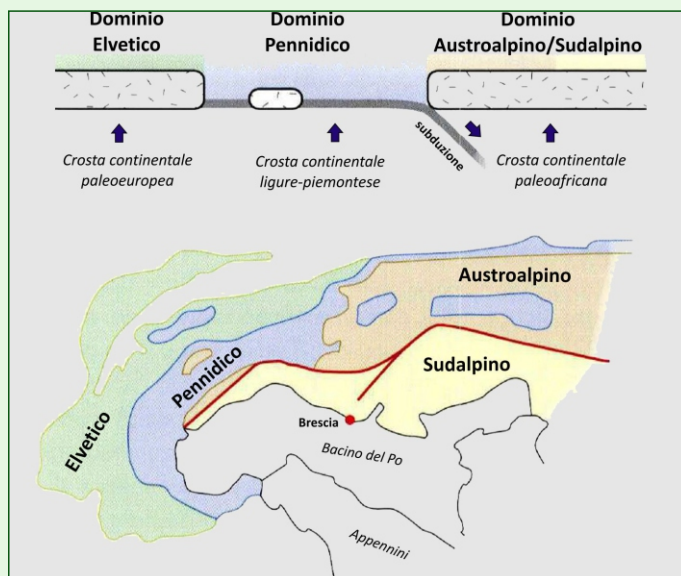 Dominio
Elvetico
Dominio
Pennidico
Dominio
Austroalpino/Sudalpino
subduzione
Crosta continentale
paleoeuropea
Crosta continentale
ligure-piemontese
Crosta continentale
paleoafricana
Austroalpino
Pennidico
Sudalpino
Elvetico
Brescia
Bacino del Po
Appennini